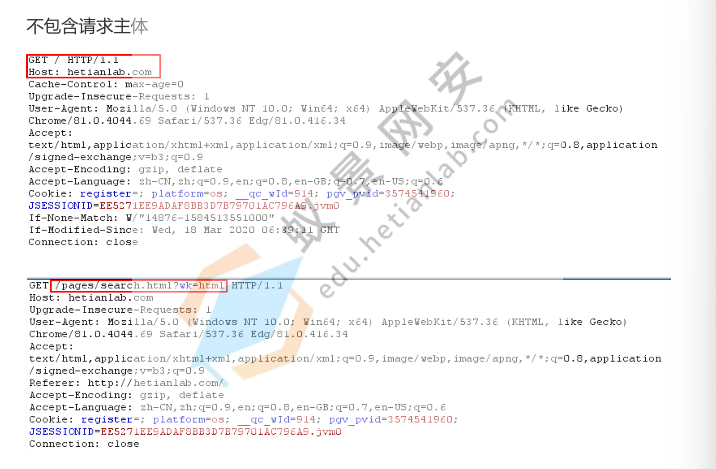 不包含请求主体
GET / HTTP/1.1
Host: hetianlab.com
Cache-Control: max-age=0
Upgrade-Insecure-Requests: 1
User-Agent: Mozilla/5.0 (Windows NT 10.0; Win64; x64) AppleWebKit/537.36 (KHTML, like Gecko)
Chrome/81.0.4044.69 Safari/537.36 Edg/81.0.416.34
Accept:
text/html,application/xhtml+xml,application/xml;q=0.9,image/webp,image/apng,*/*;q=0.8,application
/signed-exchange;v=b3;q=0.9
Accept-Encoding: gzip, deflate
Accept-Language: zh-CN,zh;q=0.9,en;q=0.8,en-GB;q=0.7,en-US;q=0.6
Cookie: register=; platform=os; __qc_wId=914; pgv_pvid=3574541960;
JSESSIONID=EE5271EE9ADAF8BB3D7B79701AC796A9.jvm0
If-None-Match: W/"14876-1584513551000"
If-Modified-Since: Wed, 18 Mar 2020 06:39:11 GMT
Connection: close
GET /pages/search.html?wk=html HTTP/1.1
Host: hetianlab.com
Upgrade-Insecure-Requests: 1
User-Agent: Mozilla/5.0 (Windows NT 10.0; Win64; x64) AppleWebKit/537.36 (KHTML, like Gecko)
Chrome/81.0.4044.69 Safari/537.36 Edg/81.0.416.34
Accept:
text/html,application/xhtml+xml,application/xml;q=0.9,image/webp,image/apng,*/*;q=0.8,application
/signed-exchange;v=b3;q=0.9
Referer: http://hetianlab.com/
Accept-Encoding: gzip, deflate
Accept-Language: zh-CN,zh;q=0.9,en;q=0.8,en-GB;q=0.7,en-US;q=0.6
Cookie: register=; platform=os; __qc_wId=914; pgv_pvid=3574541960;
JSESSIONID=EE5271EE9ADAF8BB3D7B79701AC796A9.jvm0
Connection: close
蚁景网安
edu.hetianlab.com